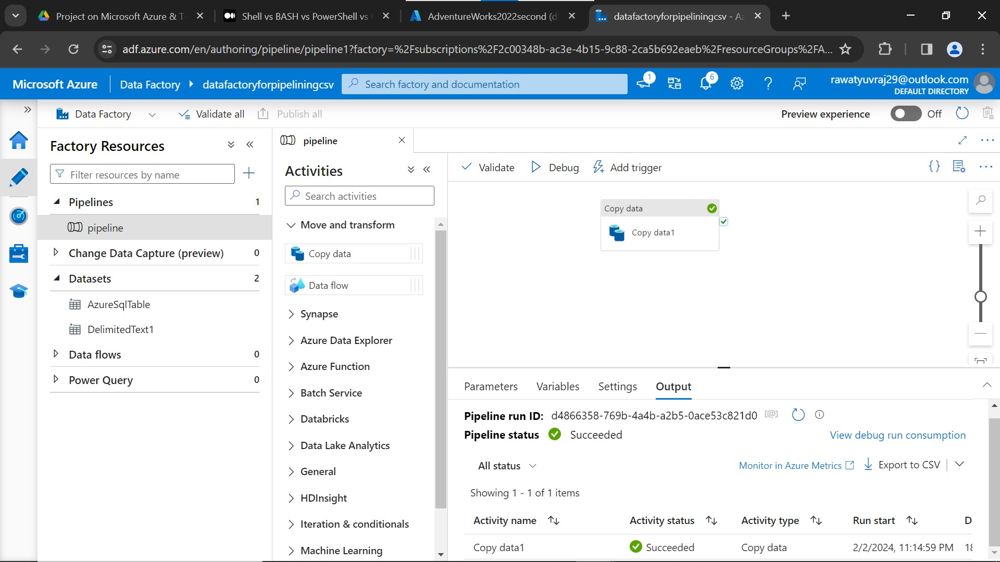 Project on Microsoft Azure & T
Shell vs BASH vs PowerShell vs
AdventureWorks2022second (d
datafactoryforpipeliningcsv - Az
adf.azure.com/en/authoring/pipeline/pipeline1?factory=%2Fsubscriptions%2F2c00348b-ac3e-4b15-9c88-2ca5b692eaeb%2FresourceGroups%2FA...
Microsoft Azure
Data Factory
datafactoryforpipeliningcsv
Search factory and documentation
1
6
rawatyuvraj29@outlook.com
DEFAULT DIRECTORY
Data Factory
Validate all
Publish all
Preview experience
Off
Factory Resources
Filter resources by name
Pipelines 1
pipeline
Change Data Capture (preview) 0
Datasets 2
AzureSqlTable
DelimitedText1
Data flows 0
Power Query 0
pipeline
Activities
Search activities
Move and transform
Copy data
Data flow
Synapse
Azure Data Explorer
Azure Function
Batch Service
Databricks
Data Lake Analytics
General
HDInsight
Iteration & conditionals
Machine Learning
Validate
Debug
Add trigger
Copy data
Copy data1
Parameters Variables Settings Output
Pipeline run ID: d4866358-769b-4a4b-a2b5-0ace53c821d0
Pipeline status Succeeded
View debug run consumption
All status
Monitor in Azure Metrics
Export to CSV
Showing 1 - 1 of 1 items
Activity name Activity status Activity type Run start D
Copy data1 Succeeded Copy data 2/2/2024, 11:14:59 PM 18